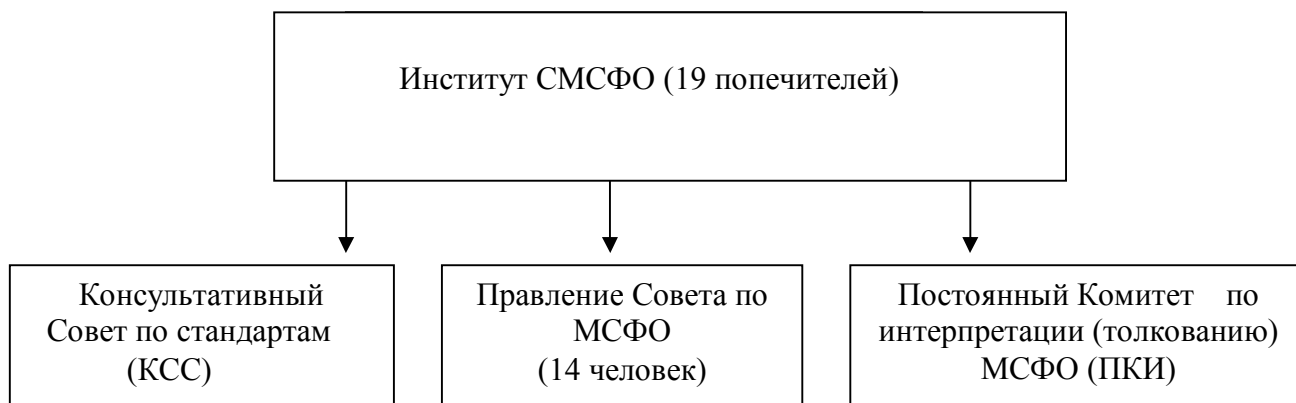 Институт СМСФО (19 попечителей)
Консультативный
Совет по стандартам
(КСС)
Правление Совета по
МСФО
(14 человек)
Постоянный Комитет по
интерпретации (толкованию)
МСФО (ПКИ)